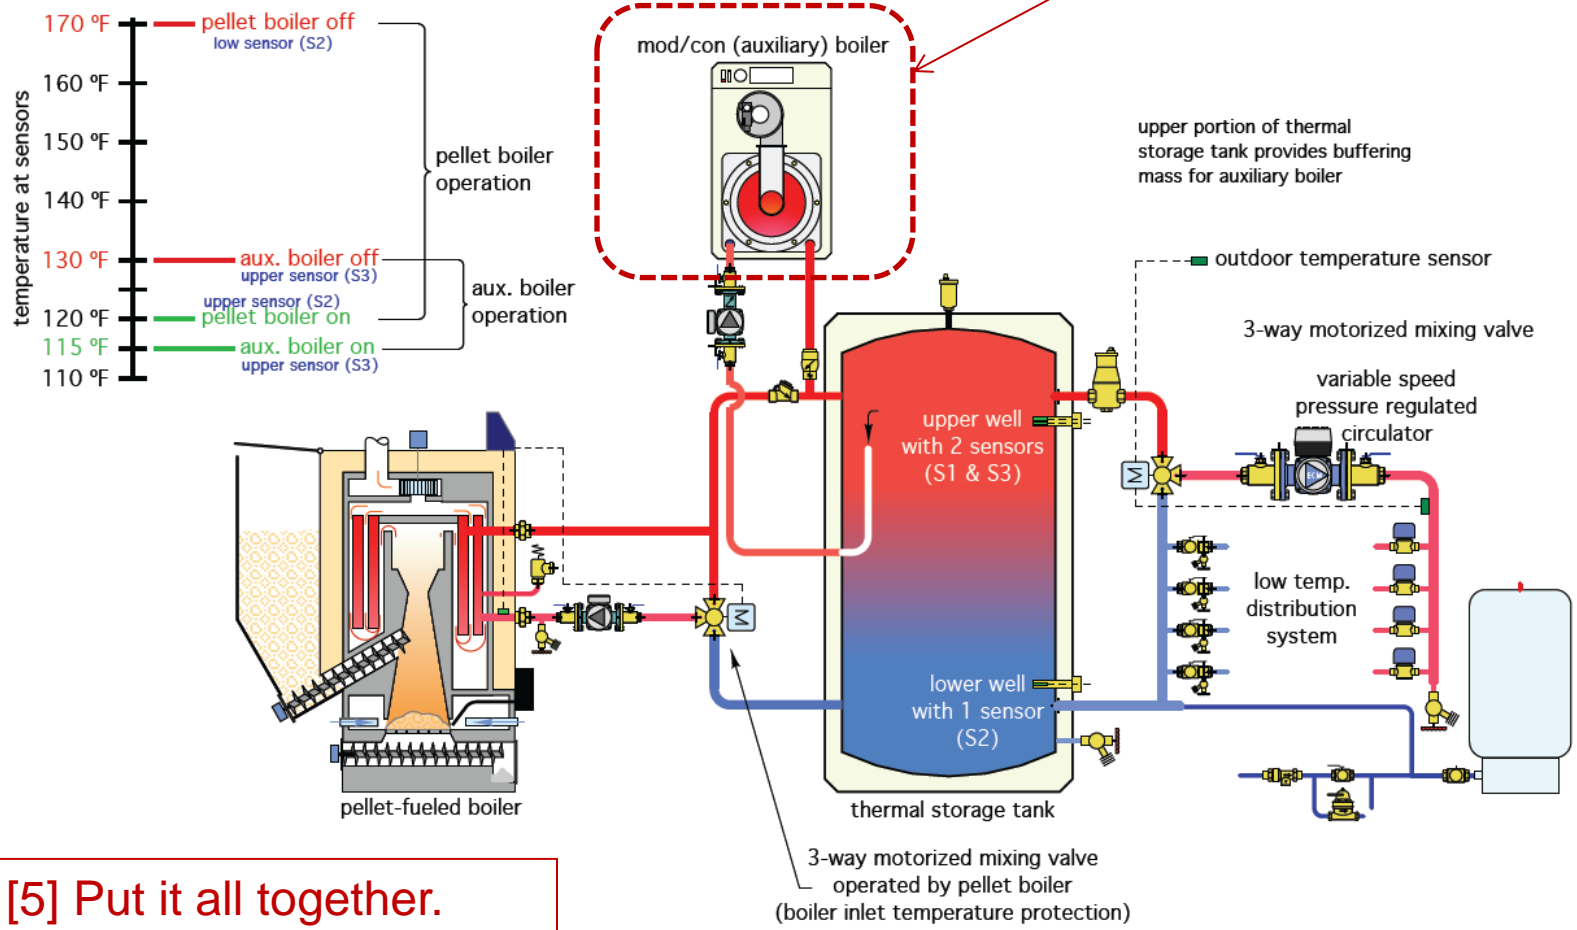 170 ºF
pellet boiler off
low sensor (S2)
160 ºF
150 ºF
140 ºF
130 ºF
120 ºF
115 ºF
110 ºF
temperature at sensors
pellet boiler
operation
aux. boiler off
upper sensor (S3)
upper sensor (S2)
pellet boiler on
aux. boiler on
upper sensor (S3)
aux. boiler
operation
mod/con (auxiliary) boiler
upper portion of thermal
storage tank provides buffering
mass for auxiliary boiler
outdoor temperature sensor
3-way motorized mixing valve
variable speed
pressure regulated
circulator
ECM
M
upper well
with 2 sensors
(S1 & S3)
low temp.
distribution
system
M
lower well
with 1 sensor
(S2)
pellet-fueled boiler
thermal storage tank
3-way motorized mixing valve
operated by pellet boiler
(boiler inlet temperature protection)
[5] Put it all together.